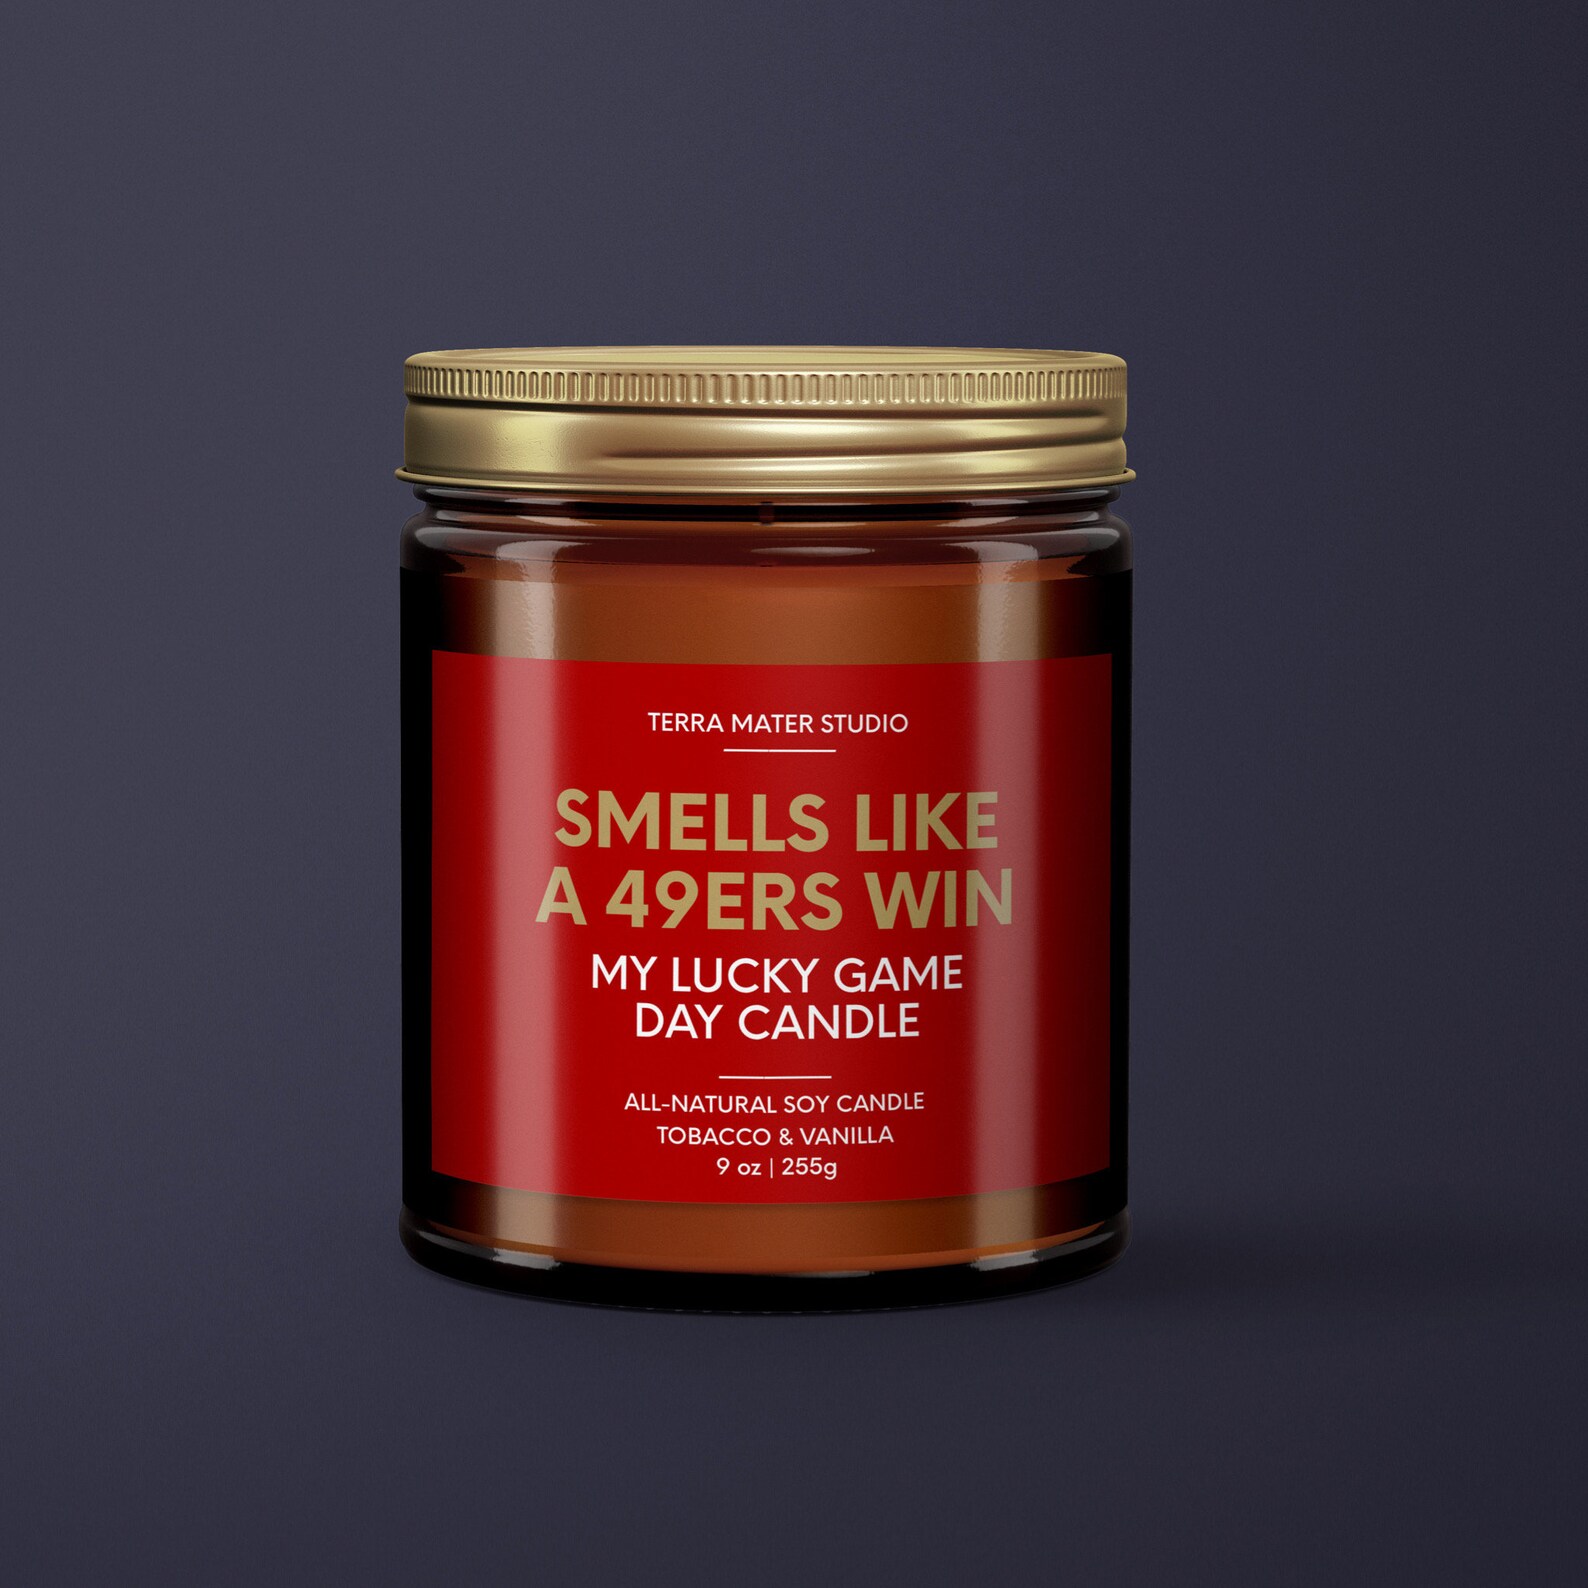 TERRA MATER STUDIO
SMELLS LIKE
A 49ERS WIN
MY LUCKY GAME
DAY CANDLE
ALL-NATURAL SOY CANDLE
TOBACCO & VANILLA
9 oz | 255g